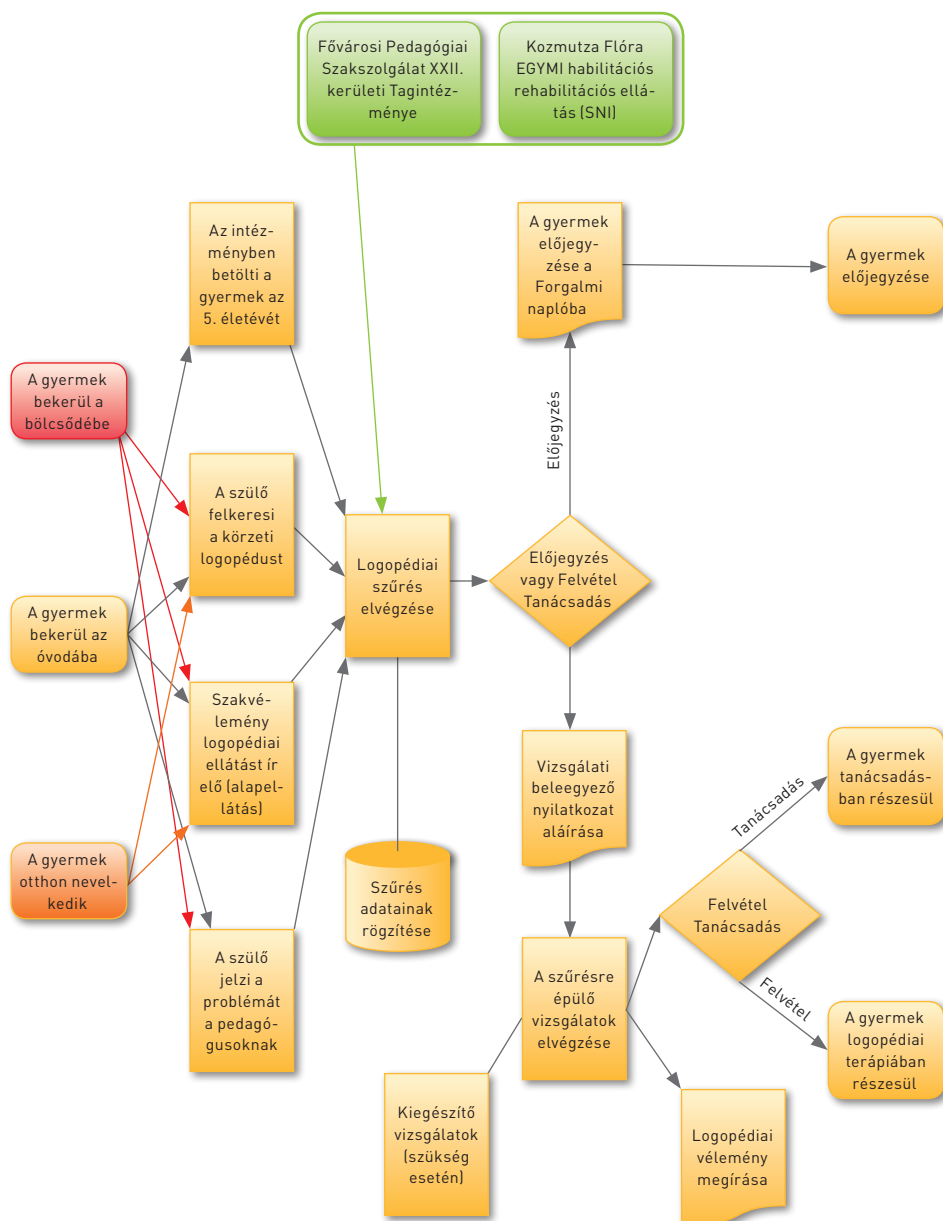 Fővárosi Pedagógiai
Szakszolgálat XXII.
kerületi Tagintéz-
ménye
Kozmutza Flóra
EGYMI habilitációs
rehabilitációs ellá-
tás (SNI)
Az intéz-
ményben
betölti a
gyermek az
5. életévét
A gyermek
előjegy-
zése a
Forgalmi
naplóba
A gyermek
előjegyzése
A gyermek
bekerül a
bölcsődébe
Előjegyzés
A szülő
felkeresi
a körzeti
logopédust
Logopédiai
szűrés
elvégzése
Előjegyzés
vagy Felvétel
Tanácsadás
A gyermek
bekerül az
óvodába
Szakvé-
lemény
logopédiai
ellátást ír
elő (alapel-
látás)
Vizsgálati
beleegyező
nyilatkozat
aláírása
Tanácsadás
A gyermek
tanácsadás-
ban részesül
A gyermek
otthon nevel-
kedik
Szűrés
adatainak
rögzítése
Felvétel
Tanácsadás
A szülő
jelzi a
problémát
a pedagó-
gusoknak
A szűrésre
épülő
vizsgálatok
elvégzése
Felvétel
A gyermek
logopédiai
terápiában
részesül
Kiegészítő
vizsgálatok
(szükség
esetén)
Logopédiai
vélemény
megírása